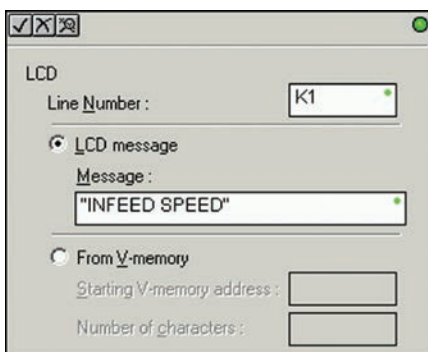 LCD
Line Number : K1
LCD message
Message :
"INFEED SPEED"
From V-memory
Starting V-memory address :
Number of characters :